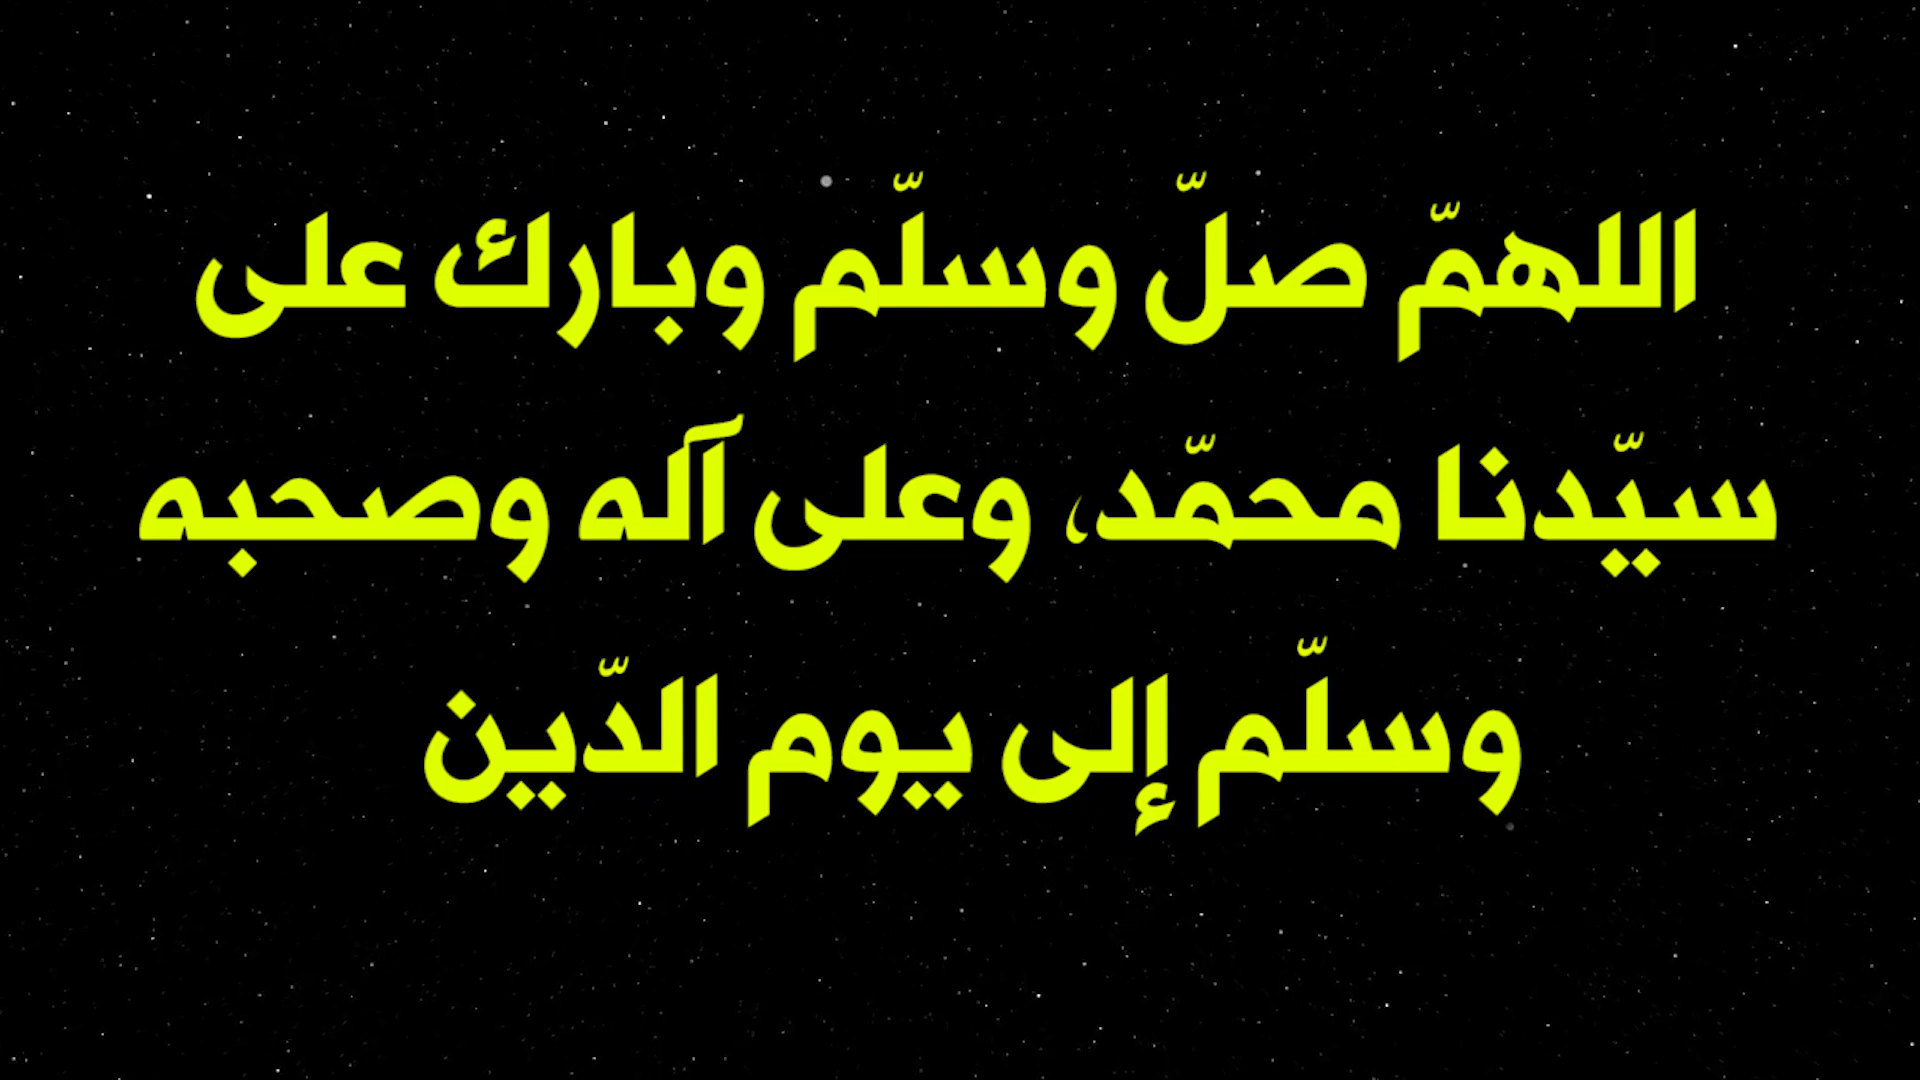 اللهمّ صلّ وسلّم وبارك على
سيّدنا محمّد، وعلى آله وصحبه
وسلّم إلى يوم الدّين